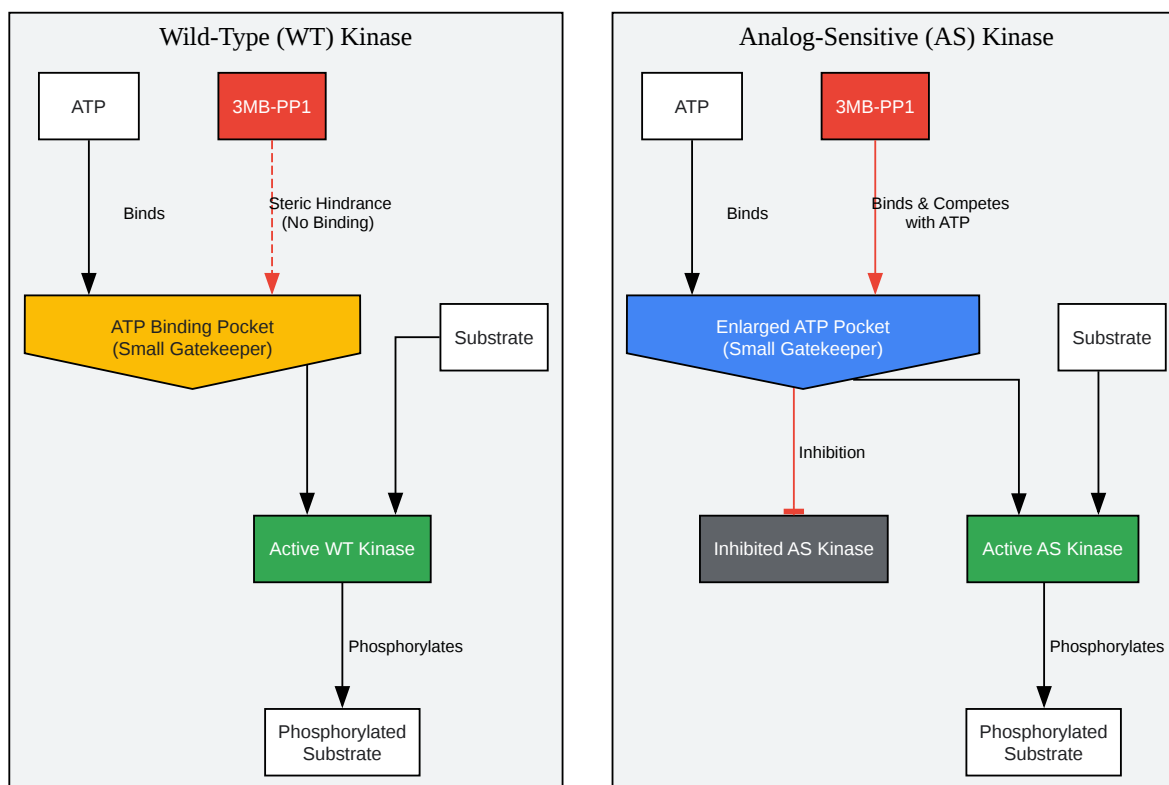 Wild-Type (WT) Kinase
ATP
3MB-PP1
Binds
Steric Hindrance
(No Binding)
ATP Binding Pocket
(Small Gatekeeper)
Substrate
Active WT Kinase
Phosphorylates
Phosphorylated
Substrate
Analog-Sensitive (AS) Kinase
ATP
3MB-PP1
Binds
Binds & Competes
with ATP
Enlarged ATP Pocket
(Small Gatekeeper)
Substrate
Inhibition
Inhibited AS Kinase
Active AS Kinase
Phosphorylates
Phosphorylated
Substrate